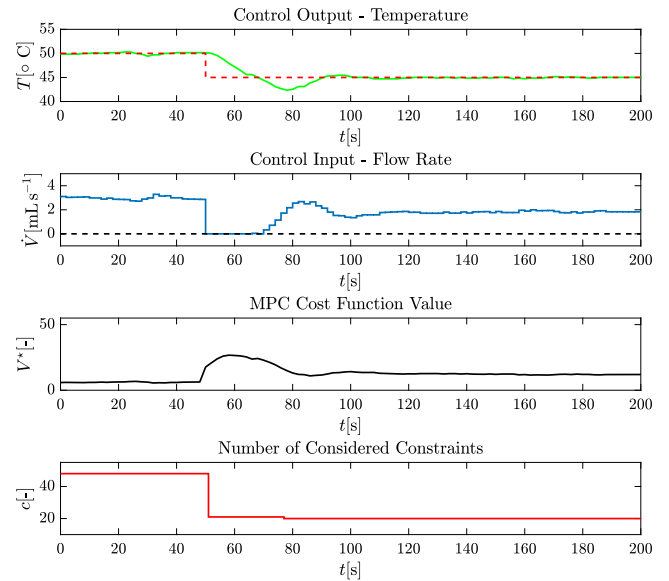 Control Output - Temperature
T[∘ C]
55
50
45
40
0 20 40 60 80 100 120 140 160 180 200
t[s]
Control Input - Flow Rate
V̇[mL s⁻¹]
4
2
0
0 20 40 60 80 100 120 140 160 180 200
t[s]
MPC Cost Function Value
V*[-]
50
0
0 20 40 60 80 100 120 140 160 180 200
t[s]
Number of Considered Constraints
c[-]
40
20
0 20 40 60 80 100 120 140 160 180 200
t[s]